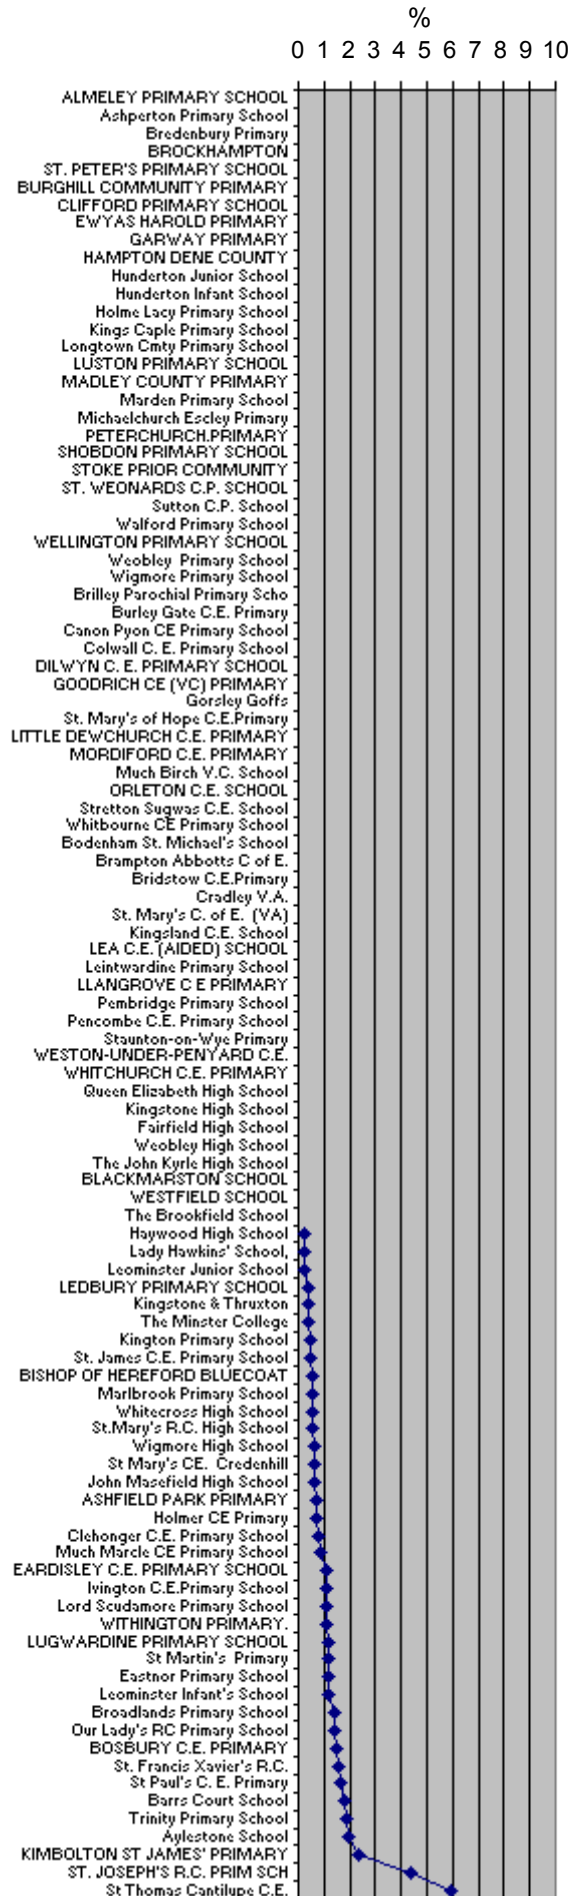 %
0 1 2 3 4 5 6 7 8 9 10
ALMELEY PRIMARY SCHOOL
Ashperton Primary School
Bredenbury Primary
BROCKHAMPTON
ST. PETER'S PRIMARY SCHOOL
BURGHILL COMMUNITY PRIMARY
CLIFFORD PRIMARY SCHOOL
EWYAS HAROLD PRIMARY
GARWAY PRIMARY
HAMPTON DENE COUNTY
Hunderton Junior School
Hunderton Infant School
Holme Lacy Primary School
Kings Caple Primary School
Longtown Cmty Primary School
LUSTON PRIMARY SCHOOL
MADLEY COUNTY PRIMARY
Marden Primary School
Michaelchurch Escley Primary
PETERCHURCH.PRIMARY
SHOBDON PRIMARY SCHOOL
STOKE PRIOR COMMUNITY
ST. WEONARDS C.P. SCHOOL
Sutton C.P. School
Walford Primary School
WELLINGTON PRIMARY SCHOOL
Weobley Primary School
Wigmore Primary School
Brilley Parochial Primary Scho
Burley Gate C.E. Primary
Canon Pyon CE Primary School
Colwall C. E. Primary School
DILWYN C. E. PRIMARY SCHOOL
GOODRICH CE (VC) PRIMARY
Gorsley Goffs
St. Mary's of Hope C.E.Primary
LITTLE DEWCHURCH C.E. PRIMARY
MORDIFORD C.E. PRIMARY
Much Birch V.C. School
ORLETON C.E. SCHOOL
Stretton Sugwas C.E. School
Whitbourne CE Primary School
Bodenham St. Michael's School
Brampton Abbotts C of E.
Bridstow C.E.Primary
Cradley V.A.
St. Mary's C. of E. (VA)
Kingsland C.E. School
LEA C.E. (AIDED) SCHOOL
Leintwardine Primary School
LLANGROVE C E PRIMARY
Pembridge Primary School
Pencombe C.E. Primary School
Staunton-on-Wye Primary
WESTON-UNDER-PENYARD C.E.
WHITCHURCH C.E. PRIMARY
Queen Elizabeth High School
Kingstone High School
Fairfield High School
Weobley High School
The John Kyrle High School
BLACKMARSTON SCHOOL
WESTFIELD SCHOOL
The Brookfield School
Haywood High School
Lady Hawkins' School,
Leominster Junior School
LEDBURY PRIMARY SCHOOL
Kingstone & Thruxton
The Minster College
Kington Primary School
St. James C.E. Primary School
BISHOP OF HEREFORD BLUECOAT
Marlbrook Primary School
Whitecross High School
St.Mary's R.C. High School
Wigmore High School
St Mary's CE. Credenhill
John Masefield High School
ASHFIELD PARK PRIMARY
Holmer CE Primary
Clehonger C.E. Primary School
Much Marcle CE Primary School
EARDISLEY C.E. PRIMARY SCHOOL
Ivington C.E.Primary School
Lord Scudamore Primary School
WITHINGTON PRIMARY.
LUGWARDINE PRIMARY SCHOOL
St Martin's Primary
Eastnor Primary School
Leominster Infant's School
Broadlands Primary School
Our Lady's RC Primary School
BOSBURY C.E. PRIMARY
St. Francis Xavier's R.C.
St Paul's C. E. Primary
Barrs Court School
Trinity Primary School
Aylestone School
KIMBOLTON ST JAMES' PRIMARY
ST. JOSEPH'S R.C. PRIM SCH
St Thomas Cantilupe C.E.